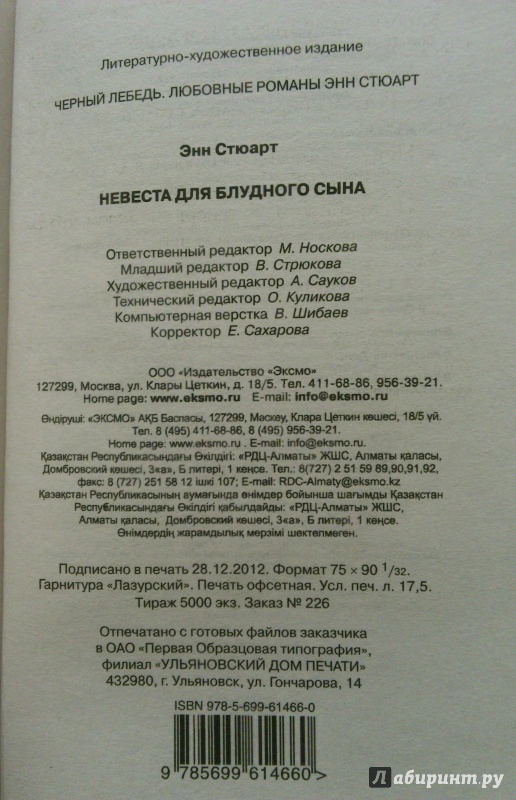 Литературно-художественное издание
ЧЕРНЫЙ ЛЕБЕДЬ. ЛЮБОВНЫЕ РОМАНЫ ЭНН СТЮАРТ
Энн Стюарт
НЕВЕСТА ДЛЯ БЛУДНОГО СЫНА
Ответственный редактор М. Носкова
Младший редактор В. Стрюкова
Художественный редактор А. Сауков
Технический редактор О. Куликова
Компьютерная верстка В. Шибаев
Корректор Е. Сахарова
ООО «Издательство «Эксмо»
127299, Москва, ул. Клары Цеткин, д. 18/5. Тел. 411-68-86, 956-39-21.
Home page: www.eksmo.ru E-mail: info@eksmo.ru
Өндіруші: «ЭКСМО» АҚБ Баспасы, 127299, Мәскеу, Клара Цеткин көшесі, 18/5 үй.
Тел. 8 (495) 411-68-86, 8 (495) 956-39-21.
Home page: www.eksmo.ru . E-mail: info@eksmo.ru.
Қазақстан Республикасындағы Өкілдігі: «РДЦ-Алматы» ЖШС, Алматы қаласы,
Домбровский көшесі, 3«а», Б литері, 1 кеңсе. Тел.: 8(727) 2 51 59 89,90,91,92,
факс: 8 (727) 251 58 12 ішкі 107; E-mail: RDC-Almaty@eksmo.kz
Қазақстан Республикасының аумағында өнімдер бойынша шағымды Қазақстан
Республикасындағы Өкілдігі қабылдайды: «РДЦ-Алматы» ЖШС,
Алматы қаласы, Домбровский көшесі, 3«а», Б литері, 1 кеңсе.
Өнімдердің жарамдылық мерзімі шектелмеген.
Подписано в печать 28.12.2012. Формат 75 × 90 1/32.
Гарнитура «Лазурский». Печать офсетная. Усл. печ. л. 17,5.
Тираж 5000 экз. Заказ № 226
Отпечатано с готовых файлов заказчика
в ОАО «Первая Образцовая типография»,
филиал «УЛЬЯНОВСКИЙ ДОМ ПЕЧАТИ»
432980, г. Ульяновск, ул. Гончарова, 14
ISBN 978-5-699-61466-0
9 785699 614660>
Лабиринт.ру